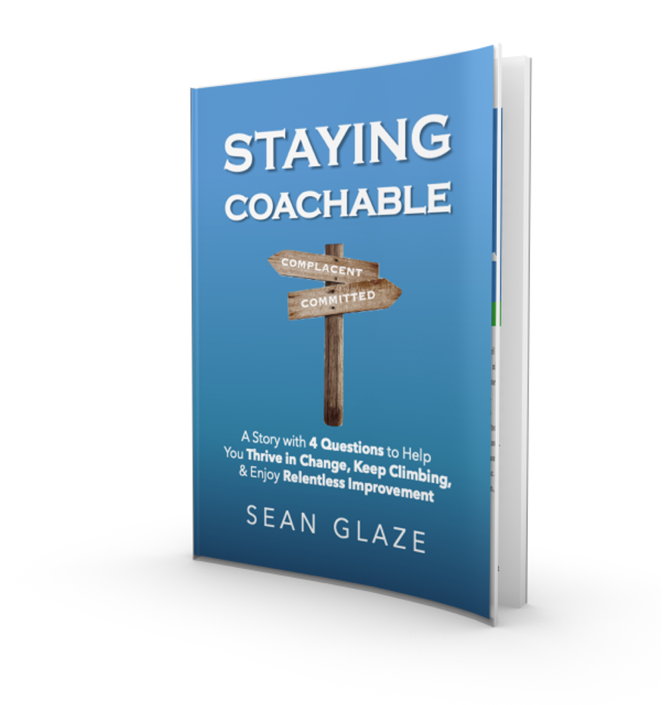 STAYING
COACHABLE
COMPLACENT
COMMITTED
A Story with 4 Questions to Help
You Thrive in Change, Keep Climbing,
& Enjoy Relentless Improvement
SEAN GLAZE